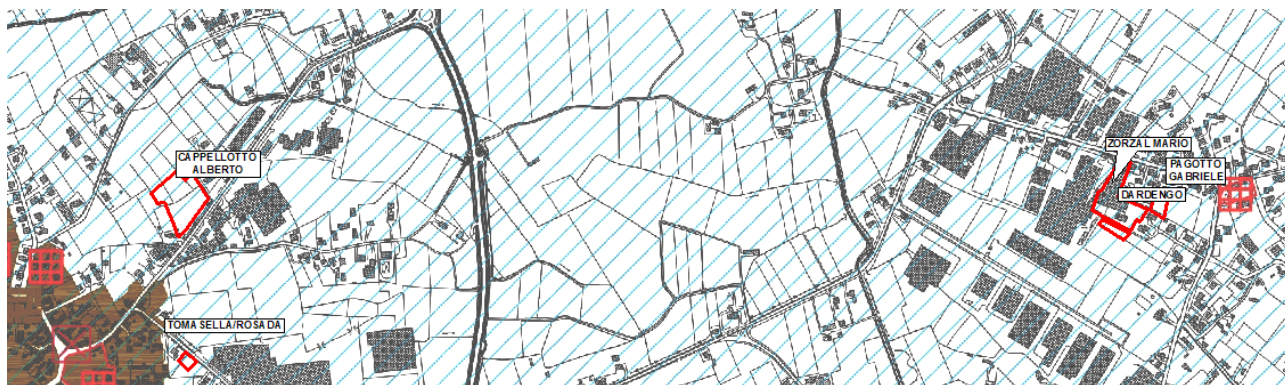 CAPPELLOTTO
ALBERTO
ZORZAL MARIO
PAGOTTO
GABRIELE
DARDENGO
TOMASELLA/ROSADA